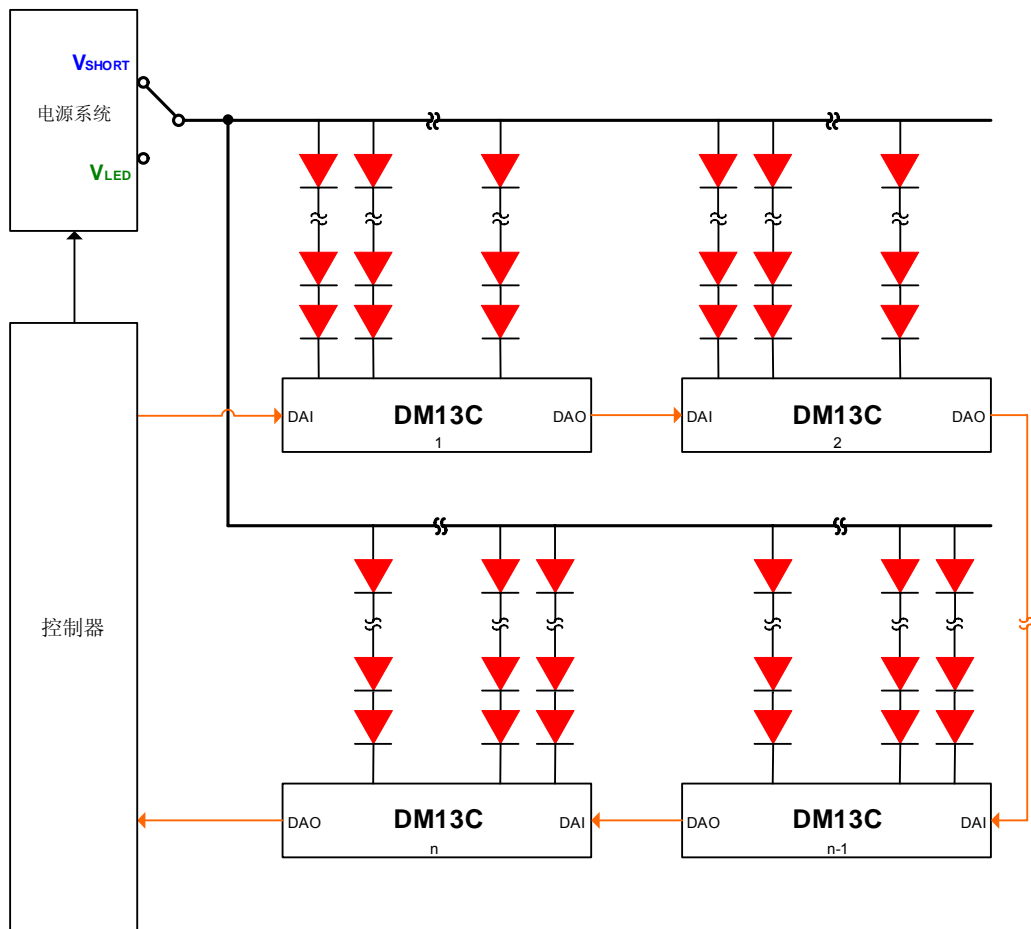 VSHORT
电源系统
VLED
DAI
DM13C
DAO
1
DAI
DM13C
DAO
2
控制器
DAO
DM13C
DAI
n
DAO
DM13C
DAI
n-1